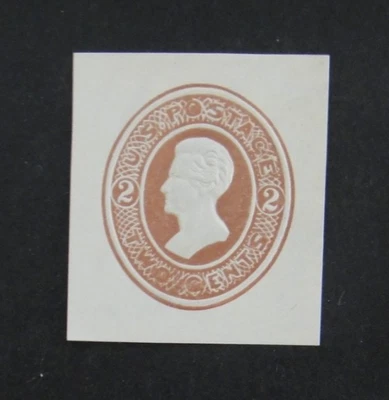 U.S. POSTAGE
2 2
TWO CENTS